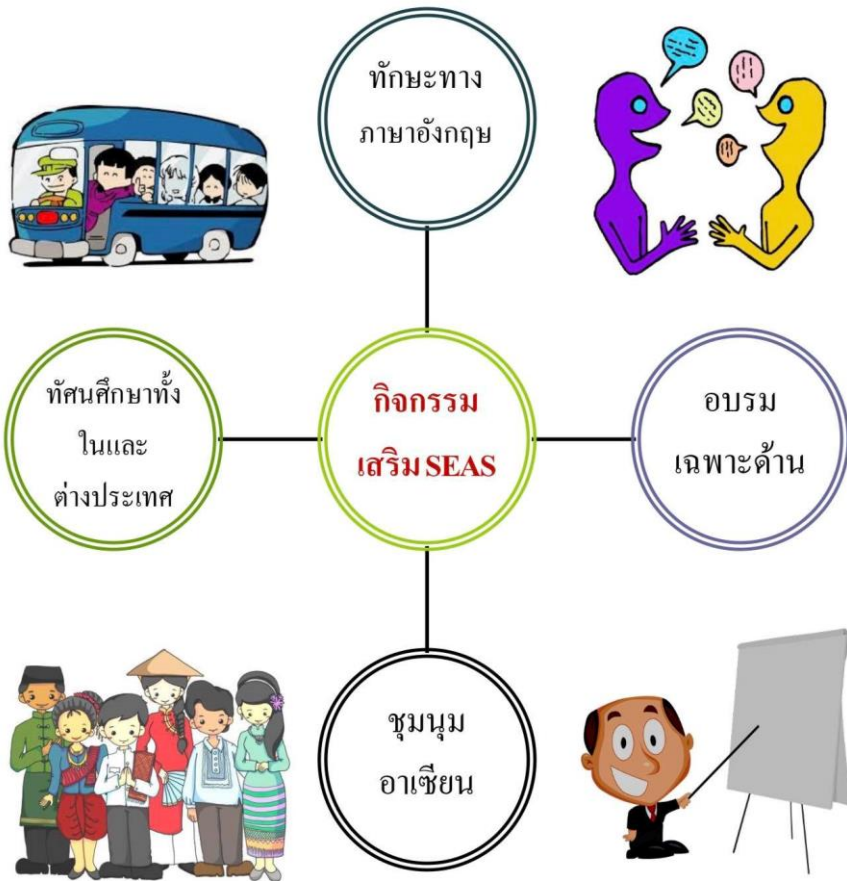 ทักษะทาง
ภาษาอังกฤษ
ทัศนศึกษาทั้ง
ในและ
ต่างประเทศ
กิจกรรม
เสริม SEAS
อบรม
เฉพาะด้าน
ชุมนุม
อาเซียน